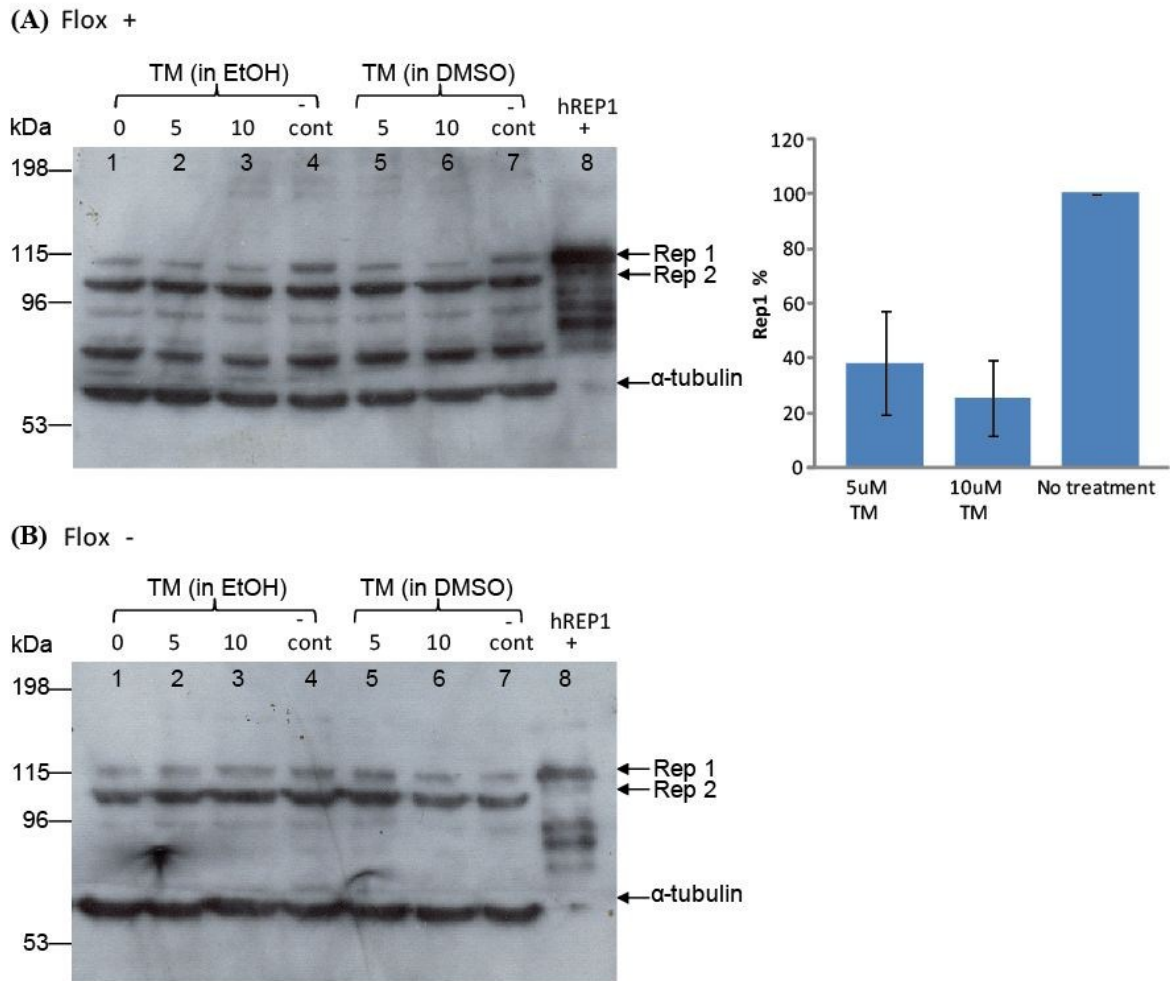 (A) Flox +
TM (in EtOH) TM (in DMSO)
- - hREP1
kDa 0 5 10 cont 5 10 cont +
198 1 2 3 4 5 6 7 8
115 Rep 1
Rep 2
96
α-tubulin
53
120
100
80
60
40
20
0
Rep1 %
5uM 10uM No treatment
TM TM
(B) Flox -
TM (in EtOH) TM (in DMSO)
- - hREP1
kDa 0 5 10 cont 5 10 cont +
198 1 2 3 4 5 6 7 8
115 Rep 1
Rep 2
96
α-tubulin
53